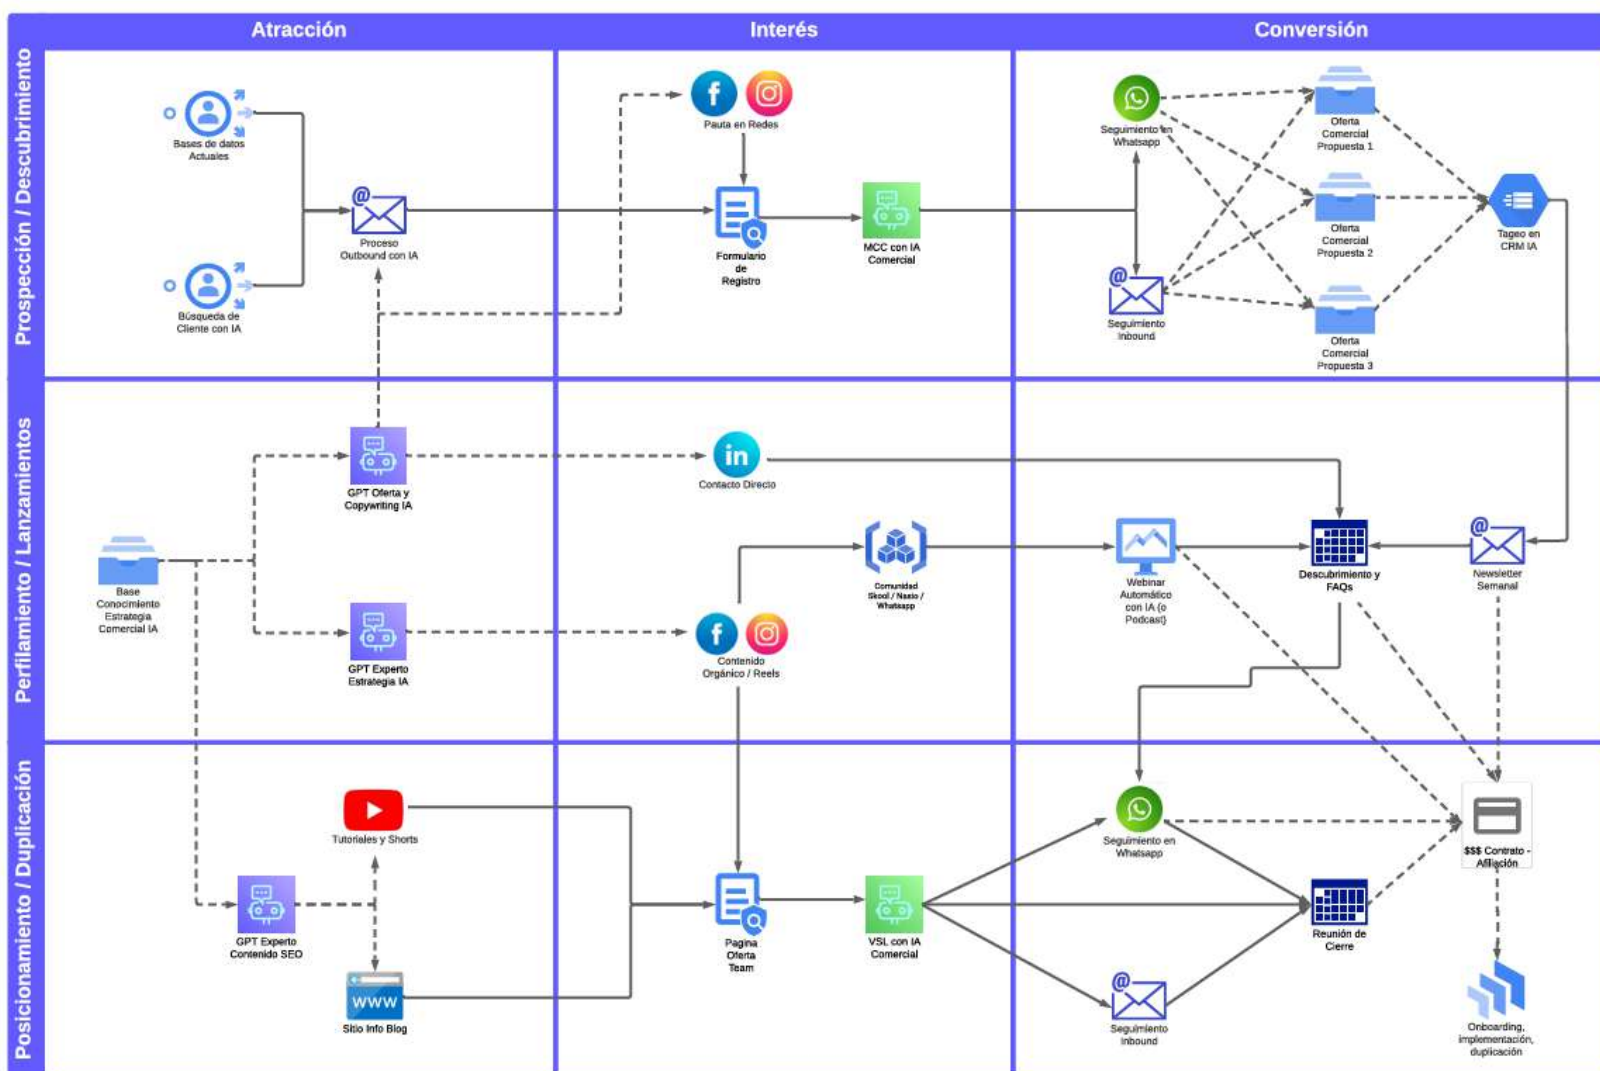 Atracción
Interés
Conversión
Prospección / Descubrimiento
Bases de datos
Actuales
Búsqueda de
Cliente con IA
@
Proceso
Outbound con IA
f
Pauta en Redes
Formulario
de
Registro
MCC con IA
Comercial
Seguimiento en
Whatsapp
@
Seguimiento
Inbound
Oferta
Comercial
Propuesta 1
Oferta
Comercial
Propuesta 2
Oferta
Comercial
Propuesta 3
Tageo en
CRM IA
Perfilamiento / Lanzamientos
Base
Conocimiento
Estrategia
Comercial IA
GPT Oferta y
Copywriting IA
GPT Experto
Estrategia IA
in
Contacto Directo
Comunidad
Skool / Nasio /
Whatsapp
f
Contenido
Orgánico / Reels
Webinar
Automático
con IA (o
Podcast)
Descubrimiento y
FAQs
@
Newsletter
Semanal
Posicionamiento / Duplicación
Tutoriales y Shorts
GPT Experto
Contenido SEO
WWW
Sitio Info Blog
Pagina
Oferta
Team
VSL con IA
Comercial
Seguimiento en
Whatsapp
Reunión de
Cierre
@
Seguimiento
Inbound
$$$ Contrato -
Afiliación
Onboarding,
implementación,
duplicación